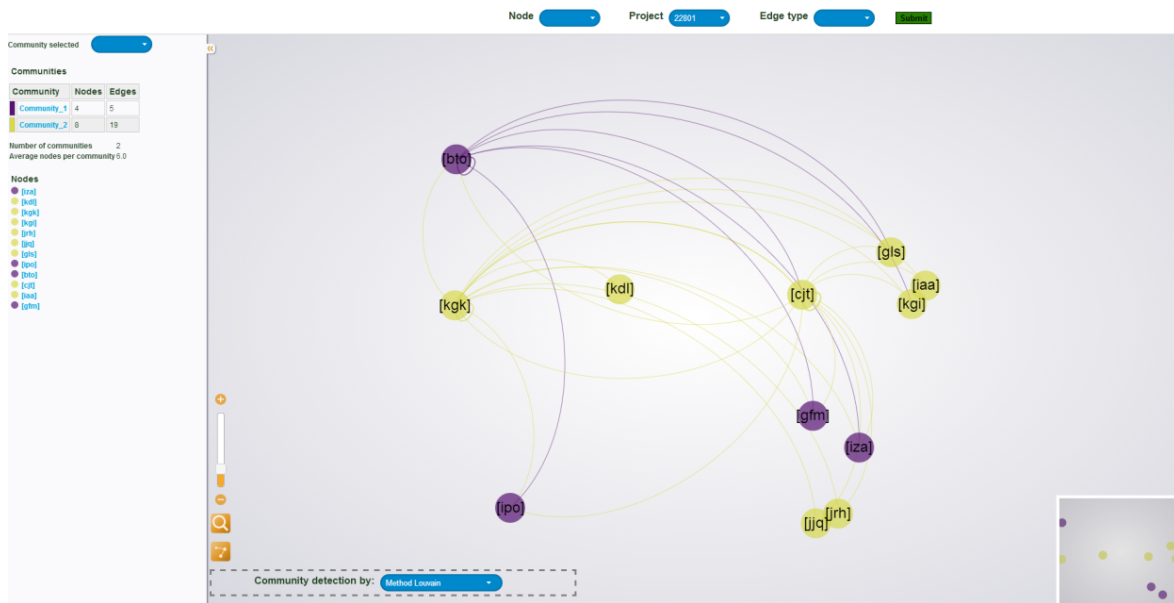 Node Project 22801 Edge type Submit
Community selected
«
Communities
Community Nodes Edges
Community_1 4 5
Community_2 8 19
Number of communities 2
Average nodes per community 6.0
Nodes
[iza]
[kdl]
[kgk]
[kgi]
[jrh]
[jjq]
[gls]
[ipo]
[bto]
[cjt]
[iaa]
[gfm]
[bto]
[gls]
[iaa]
[kdl]
[cjt]
[kgk]
[kgi]
[gfm]
[iza]
[ipo]
[jrh]
[jjq]
Community detection by: Method Louvain